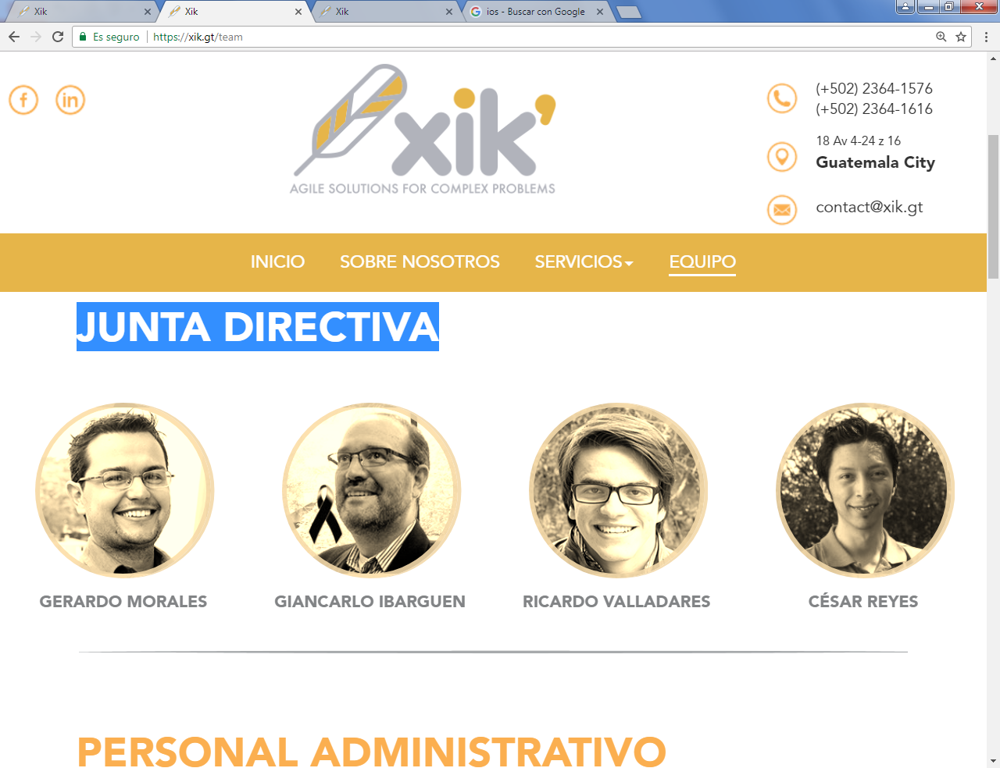 Xik
Xik
Xik
ios - Buscar con Google
Es seguro
https://xik.gt/team
f
in
xik'
AGILE SOLUTIONS FOR COMPLEX PROBLEMS
(+502) 2364-1576
(+502) 2364-1616
18 Av 4-24 z 16
Guatemala City
contact@xik.gt
INICIO SOBRE NOSOTROS SERVICIOS EQUIPO
JUNTA DIRECTIVA
GERARDO MORALES GIANCARLO IBARGUEN RICARDO VALLADARES CÉSAR REYES
PERSONAL ADMINISTRATIVO